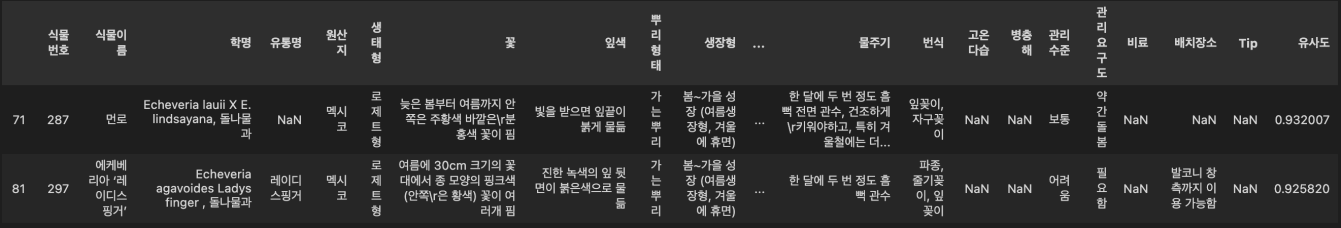 식물번호 식물이름 학명 유통명 원산지 생태형 꽃 잎색 뿌리형태 생장형 ... 물주기 번식 고온다습 병충해 관리수준 관리요구도 비료 배치장소 Tip 유사도
71 287 먼로 Echeveria lauii X E. lindsayana, 돌나물과 NaN 멕시코 로제트형 늦은 봄부터 여름까지 안쪽은 주황색 바깥은\r분홍색 꽃이 핌 빛을 받으면 잎끝이 붉게 물듦 가는뿌리 봄~가을 성장 (여름생장형, 겨울에 휴면) ... 한 달에 두 번 정도 흠뻑 전면 관수, 건조하게\r키워야하고, 특히 겨울철에는 더... 잎꽂이, 자구꽂이 NaN NaN 보통 약간돌봄 NaN NaN NaN 0.932007
81 297 에케베리아 ‘레이디스핑거’ Echeveria agavoides Ladys finger , 돌나물과 레이디스핑거 멕시코 로제트형 여름에 30cm 크기의 꽃대에서 종 모양의 핑크색(안쪽\r은 황색) 꽃이 여러개 핌 진한 녹색의 잎 뒷면이 붉은색으로 물듦 가는뿌리 봄~가을 성장 (여름생장형, 겨울에 휴면) ... 한 달에 두 번 정도 흠뻑 관수 파종, 줄기꽂이, 잎꽂이 NaN NaN 어려움 필요함 NaN 발코니 창측까지 이용 가능함 NaN 0.925820